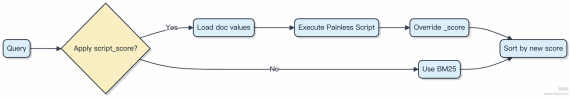 Query
Apply script_score?
Yes
Load doc values
Execute Painless Script
Override _score
Sort by new score
No
Use BM25